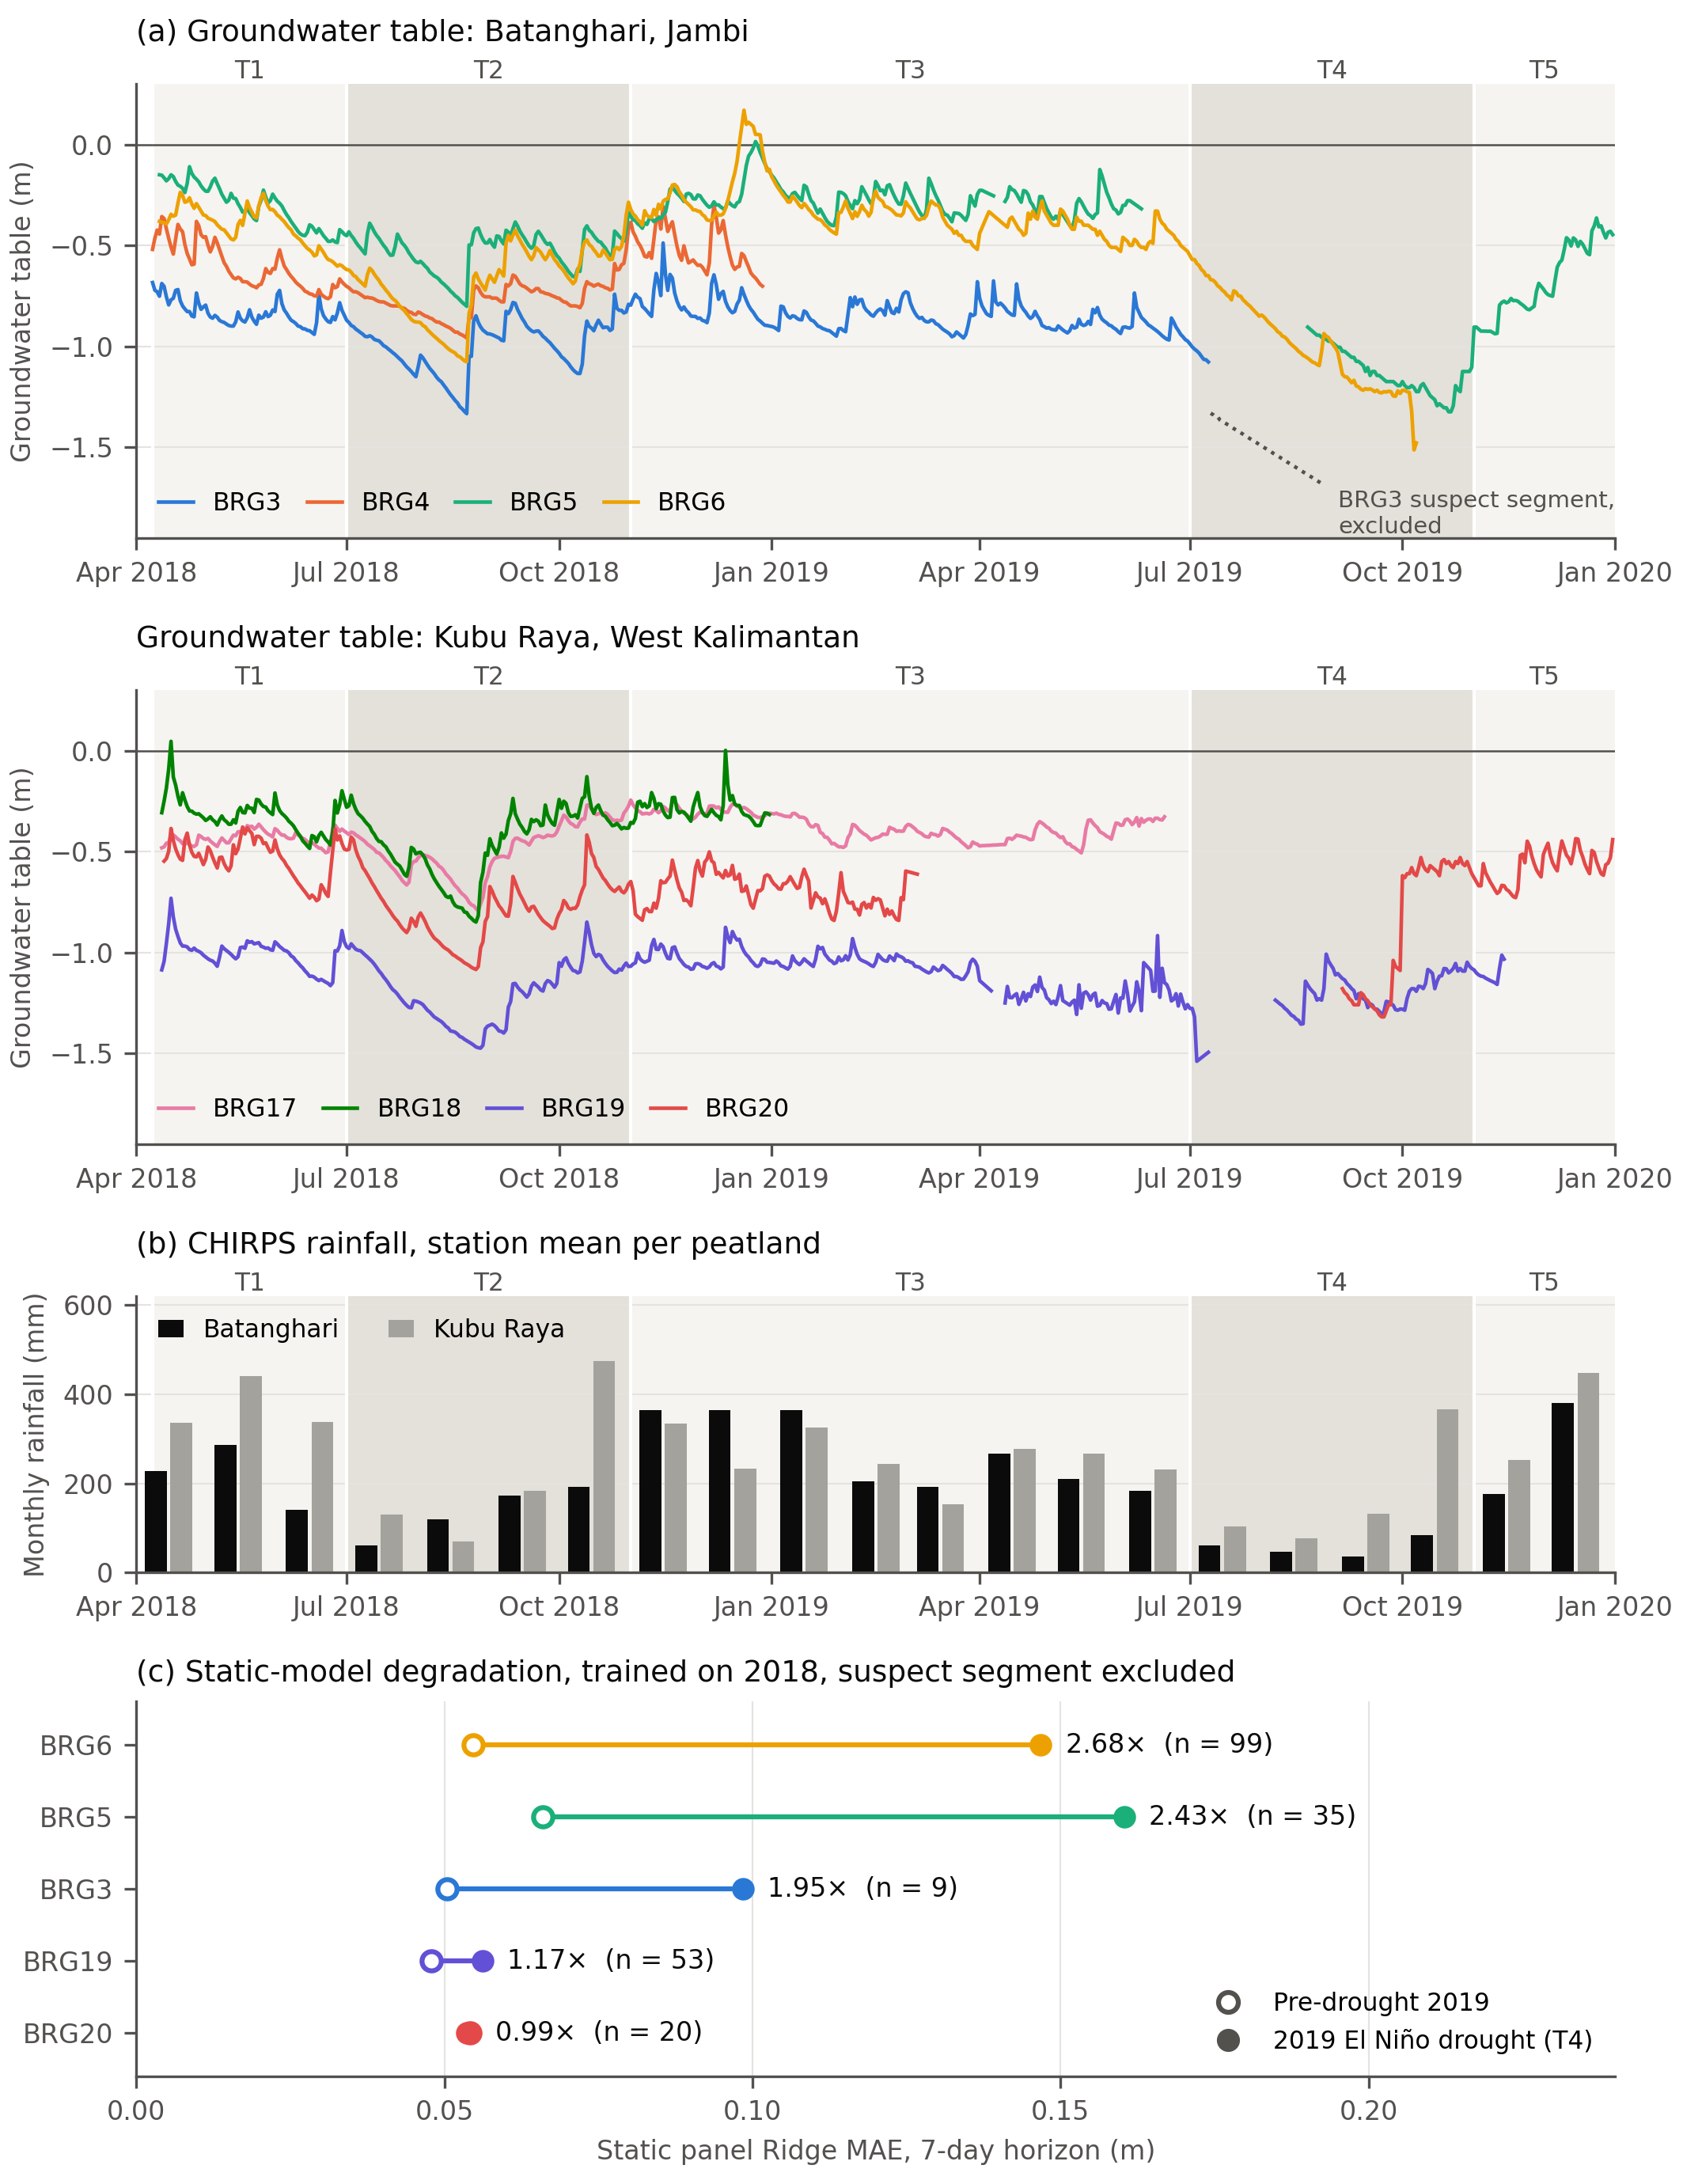 (a) Groundwater table: Batanghari, Jambi
T1 T2 T3 T4 T5
Groundwater table (m)
0.0
−0.5
−1.0
−1.5
BRG3 BRG4 BRG5 BRG6
BRG3 suspect segment,
excluded
Apr 2018 Jul 2018 Oct 2018 Jan 2019 Apr 2019 Jul 2019 Oct 2019 Jan 2020
Groundwater table: Kubu Raya, West Kalimantan
T1 T2 T3 T4 T5
Groundwater table (m)
0.0
−0.5
−1.0
−1.5
BRG17 BRG18 BRG19 BRG20
Apr 2018 Jul 2018 Oct 2018 Jan 2019 Apr 2019 Jul 2019 Oct 2019 Jan 2020
(b) CHIRPS rainfall, station mean per peatland
T1 T2 T3 T4 T5
Monthly rainfall (mm)
600
400
200
0
Batanghari Kubu Raya
Apr 2018 Jul 2018 Oct 2018 Jan 2019 Apr 2019 Jul 2019 Oct 2019 Jan 2020
(c) Static-model degradation, trained on 2018, suspect segment excluded
BRG6 2.68× (n = 99)
BRG5 2.43× (n = 35)
BRG3 1.95× (n = 9)
BRG19 1.17× (n = 53)
BRG20 0.99× (n = 20)
Pre-drought 2019
2019 El Niño drought (T4)
0.00 0.05 0.10 0.15 0.20
Static panel Ridge MAE, 7-day horizon (m)